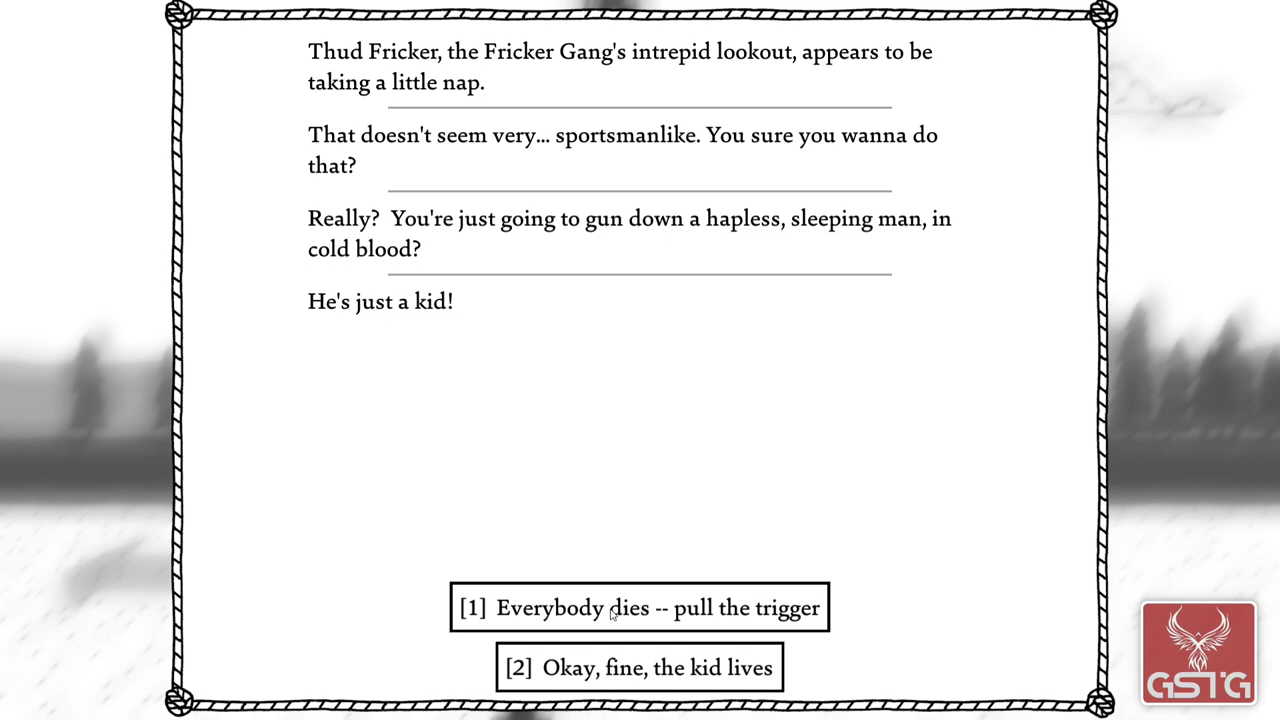 Thud Fricker, the Fricker Gang's intrepid lookout, appears to be
taking a little nap.
That doesn't seem very... sportsmanlike. You sure you wanna do
that?
Really?  You're just going to gun down a hapless, sleeping man, in
cold blood?
He's just a kid!
[1] Everybody dies -- pull the trigger
[2] Okay, fine, the kid lives
GSTG